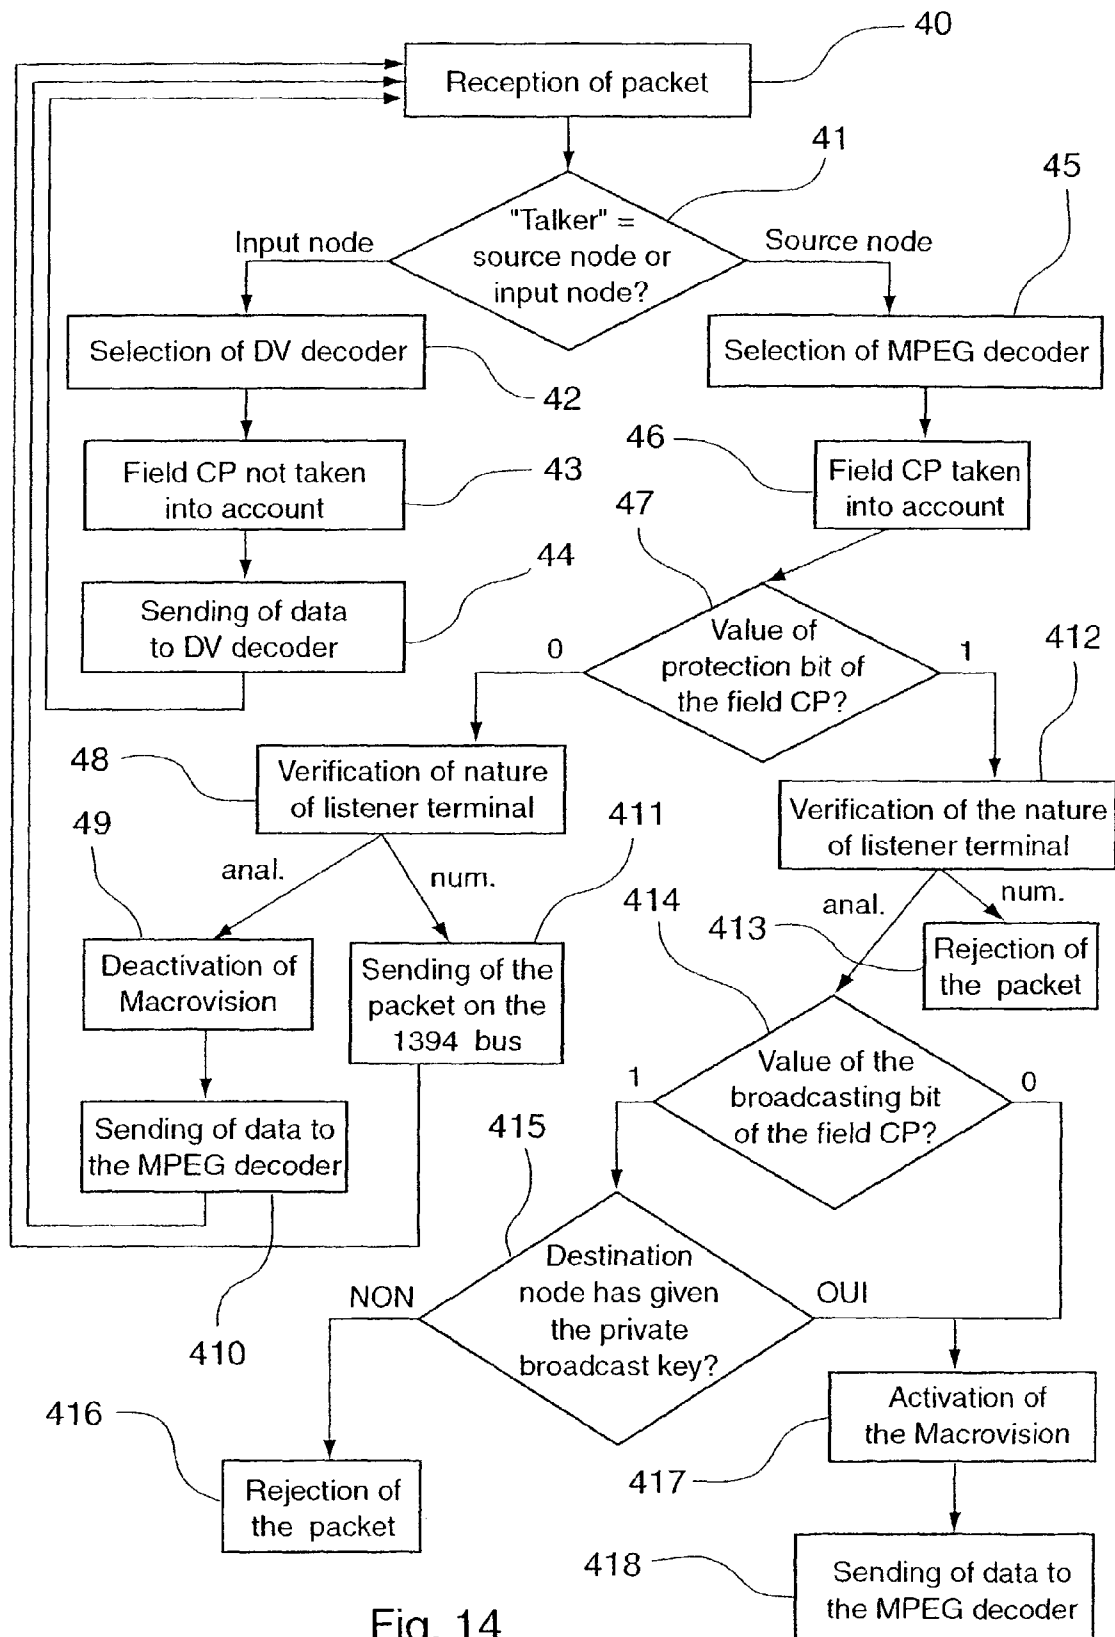 40
Reception of packet
41
45
"Talker" =
source node or
input node?
Input node
Source node
Selection of DV decoder
Selection of MPEG decoder
42
46
Field CP not taken
into account
43
Field CP taken
into account
47
44
Sending of data
to DV decoder
Value of
protection bit of
the field CP?
0
1
412
48
Verification of nature
of listener terminal
Verification of the nature
of listener terminal
49
411
anal.
num.
414
anal.
num.
413
Deactivation of
Macrovision
Sending of the
packet on the
1394 bus
Rejection of
the packet
Value of the
broadcasting bit
of the field CP?
1
0
Sending of data to
the MPEG decoder
415
410
Destination
node has given
the private
broadcast key?
NON
OUI
416
Activation of
the Macrovision
417
Rejection of
the packet
418
Sending of data to
the MPEG decoder
Fig. 14